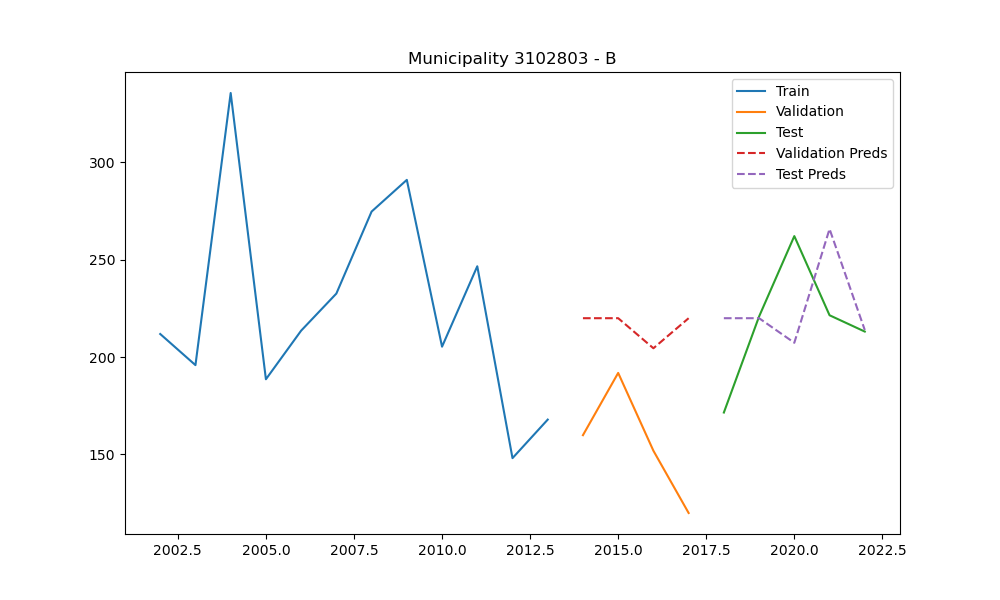 Municipality 3102803 - B
Train
Validation
Test
Validation Preds
Test Preds
300
250
200
150
2002.5 2005.0 2007.5 2010.0 2012.5 2015.0 2017.5 2020.0 2022.5